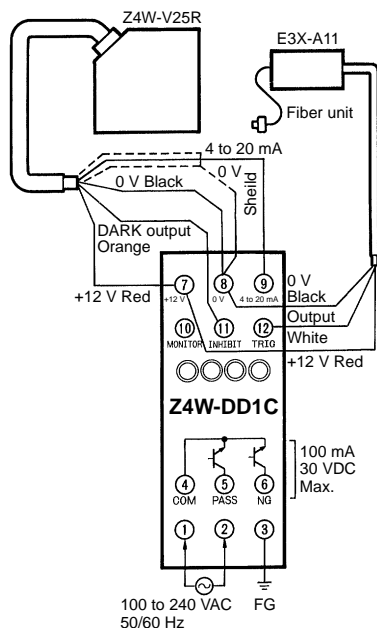 Z4W-V25R
E3X-A11
Fiber unit
4 to 20 mA
0 V
0 V Black
Sheild
DARK output
Orange
+12 V Red
7
+12 V
8
0 V
9
4 to 20 mA
0 V
Black
Output
White
+12 V Red
10
MONITOR
11
INHIBIT
12
TRIG
Z4W-DD1C
4
COM
5
PASS
6
NG
100 mA
30 VDC
Max.
1
2
3
100 to 240 VAC
50/60 Hz
FG